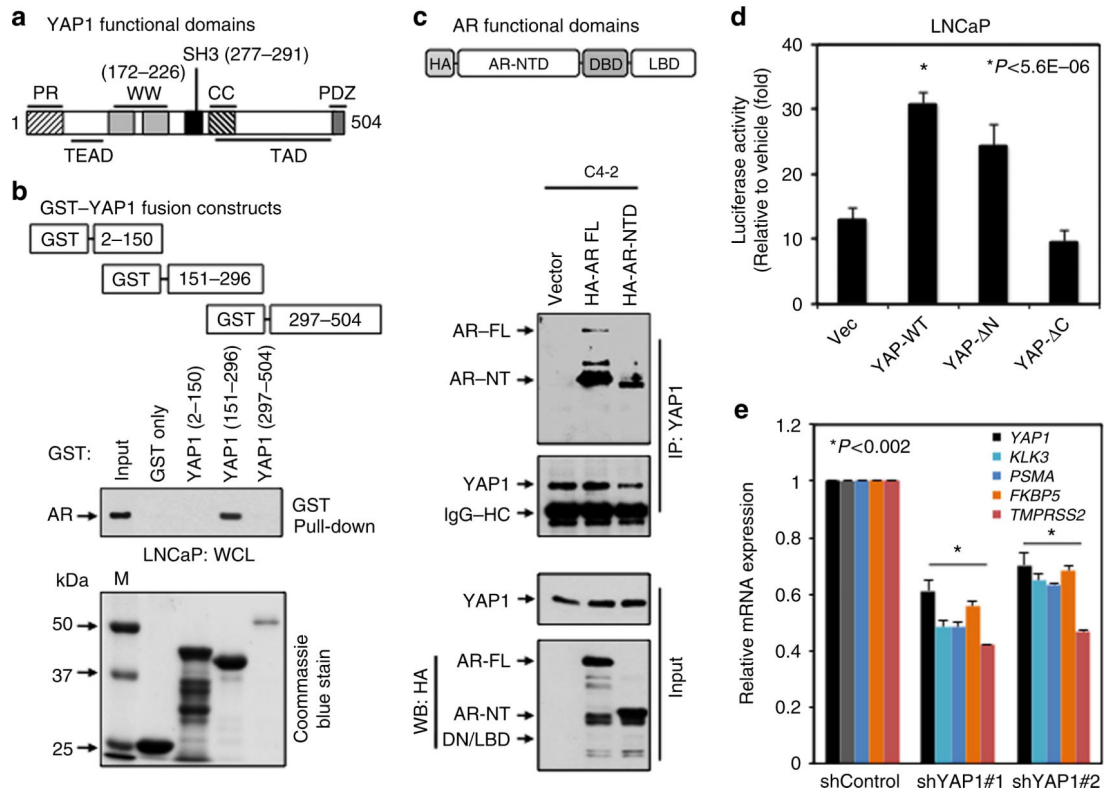 a YAP1 functional domains
SH3 (277–291)
(172–226)
PR WW CC PDZ
1 504
TEAD TAD
b GST–YAP1 fusion constructs
GST 2–150
GST 151–296
GST 297–504
GST:
Input
GST only
YAP1 (2–150)
YAP1 (151–296)
YAP1 (297–504)
AR
GST
Pull-down
LNCaP: WCL
kDa M
50
37
25
Coommassie
blue stain
c AR functional domains
HA AR-NTD DBD LBD
C4-2
Vector
HA-AR FL
HA-AR-NTD
AR–FL
AR–NT
YAP1
IgG–HC
IP: YAP1
YAP1
AR-FL
AR-NT
DN/LBD
WB: HA
Input
d LNCaP
40
30
20
10
0
Luciferase activity
(Relative to vehicle (fold)
*
*P<5.6E–06
Vec
YAP-WT
YAP-ΔN
YAP-ΔC
e
1.2
1
0.8
0.6
0.4
0.2
0
Relative mRNA expression
*P<0.002
YAP1
KLK3
PSMA
FKBP5
TMPRSS2
* *
shControl shYAP1#1 shYAP1#2